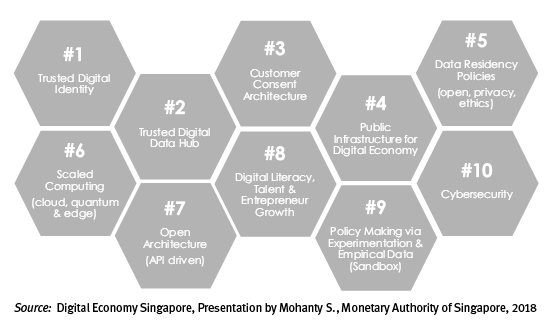 #1
Trusted Digital
Identity
#2
Trusted Digital
Data Hub
#3
Customer
Consent
Architecture
#4
Public
Infrastructure for
Digital Economy
#5
Data Residency
Policies
(open, privacy,
ethics)
#6
Scaled
Computing
(cloud, quantum
& edge)
#7
Open
Architecture
(API driven)
#8
Digital Literacy,
Talent &
Entrepreneur
Growth
#9
Policy Making via
Experimentation &
Empirical Data
(Sandbox)
#10
Cybersecurity
Source: Digital Economy Singapore, Presentation by Mohanty S., Monetary Authority of Singapore, 2018